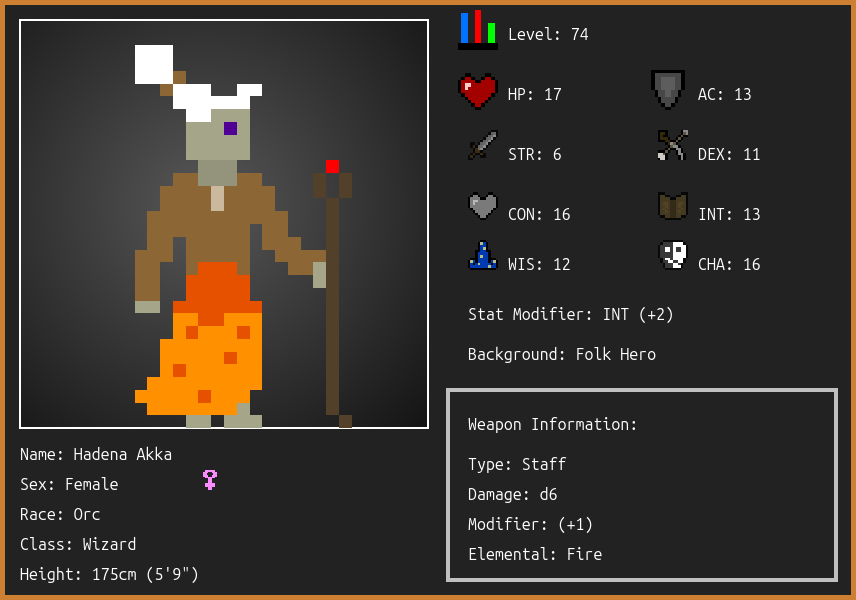 Level: 74
HP: 17
AC: 13
STR: 6
DEX: 11
CON: 16
INT: 13
WIS: 12
CHA: 16
Stat Modifier: INT (+2)
Background: Folk Hero
Weapon Information:
Type: Staff
Damage: d6
Modifier: (+1)
Elemental: Fire
Name: Hadena Akka
Sex: Female
Race: Orc
Class: Wizard
Height: 175cm (5'9")